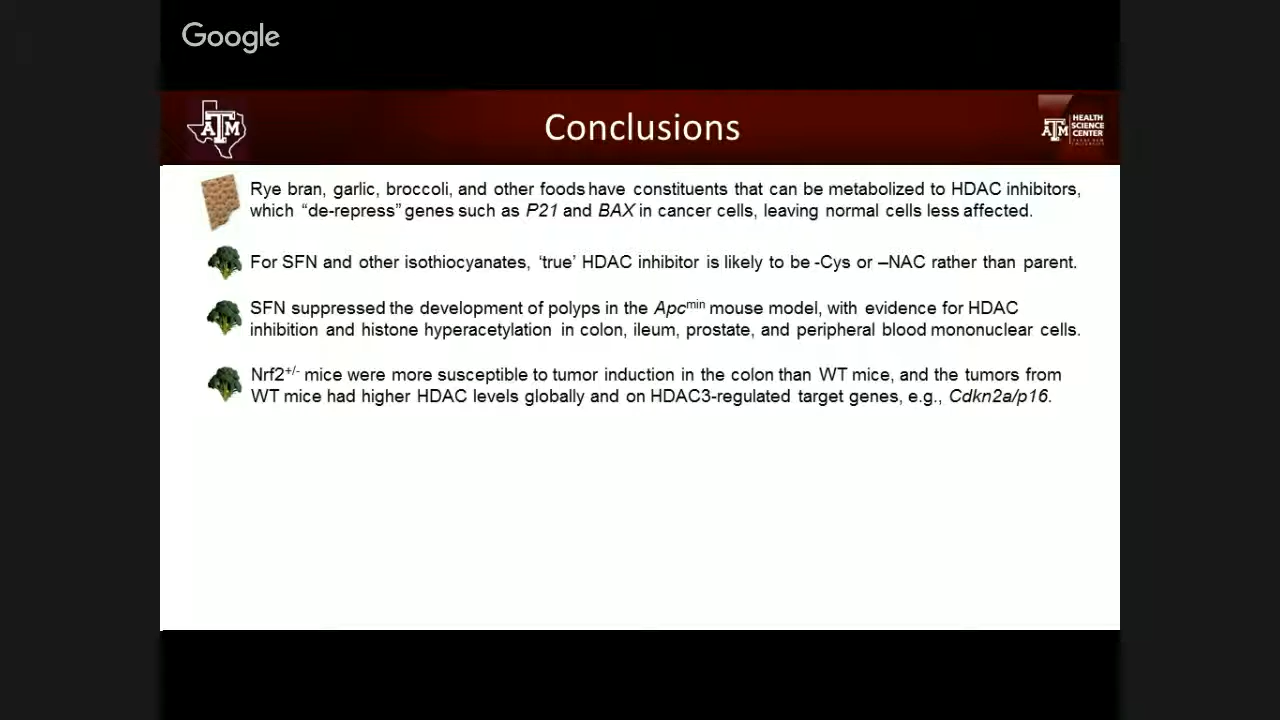 Google
Conclusions
ATM
ATM
HEALTH
SCIENCE
CENTER
Rye bran, garlic, broccoli, and other foods have constituents that can be metabolized to HDAC inhibitors,
which “de-repress” genes such as P21 and BAX in cancer cells, leaving normal cells less affected.
For SFN and other isothiocyanates, ‘true’ HDAC inhibitor is likely to be -Cys or –NAC rather than parent.
SFN suppressed the development of polyps in the Apcmin mouse model, with evidence for HDAC
inhibition and histone hyperacetylation in colon, ileum, prostate, and peripheral blood mononuclear cells.
Nrf2+/- mice were more susceptible to tumor induction in the colon than WT mice, and the tumors from
WT mice had higher HDAC levels globally and on HDAC3-regulated target genes, e.g., Cdkn2a/p16.